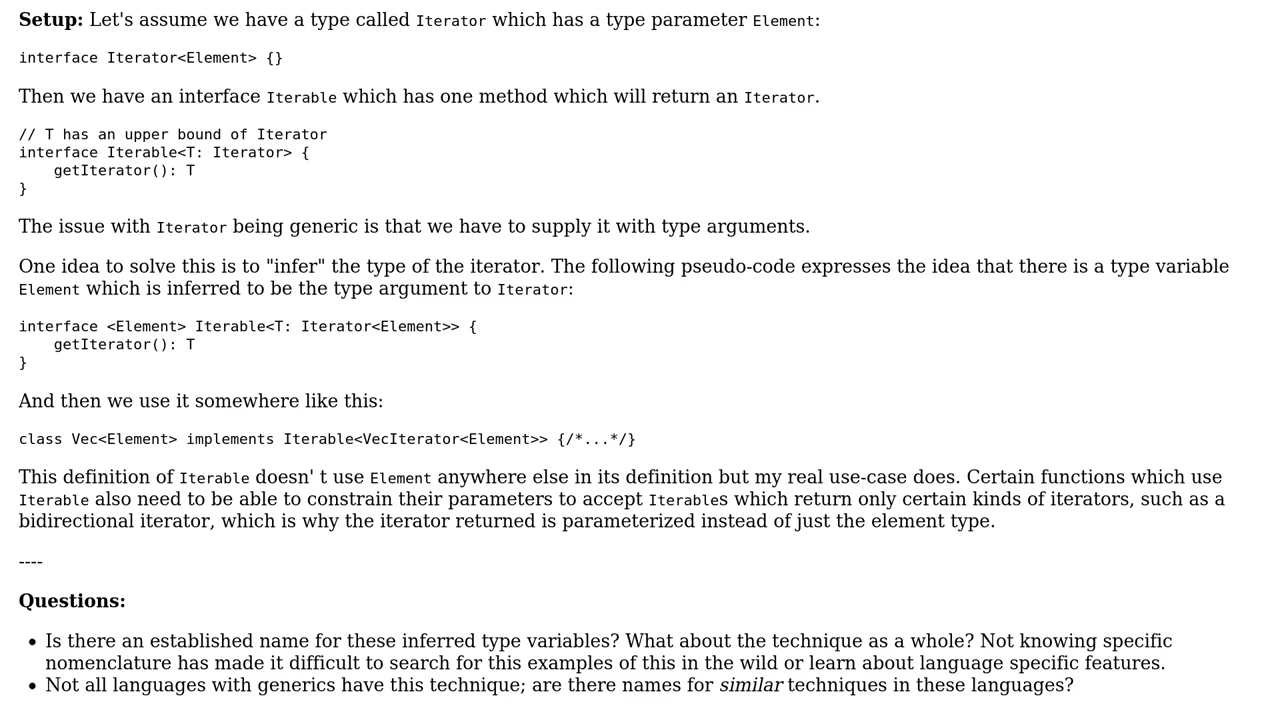 Setup: Let's assume we have a type called Iterator which has a type parameter Element:
interface Iterator<Element> {}
Then we have an interface Iterable which has one method which will return an Iterator.
// T has an upper bound of Iterator
interface Iterable<T: Iterator> {
    getIterator(): T
}
The issue with Iterator being generic is that we have to supply it with type arguments.
One idea to solve this is to "infer" the type of the iterator. The following pseudo-code expresses the idea that there is a type variable
Element which is inferred to be the type argument to Iterator:
interface <Element> Iterable<T: Iterator<Element>> {
    getIterator(): T
}
And then we use it somewhere like this:
class Vec<Element> implements Iterable<VecIterator<Element>> {/*...*/}
This definition of Iterable doesn' t use Element anywhere else in its definition but my real use-case does. Certain functions which use
Iterable also need to be able to constrain their parameters to accept Iterables which return only certain kinds of iterators, such as a
bidirectional iterator, which is why the iterator returned is parameterized instead of just the element type.
----
Questions:
• Is there an established name for these inferred type variables? What about the technique as a whole? Not knowing specific
nomenclature has made it difficult to search for this examples of this in the wild or learn about language specific features.
• Not all languages with generics have this technique; are there names for similar techniques in these languages?